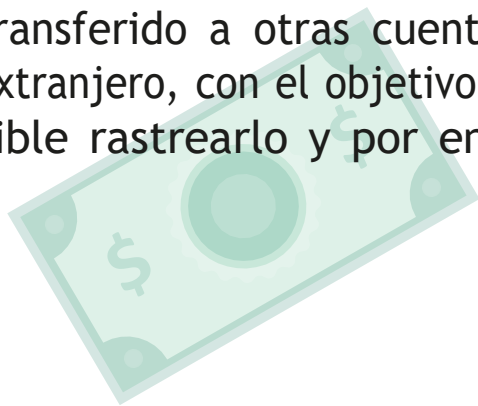 ransferido a otras cuent
xtranjero, con el objetivo
ible rastrearlo y por en
$
$